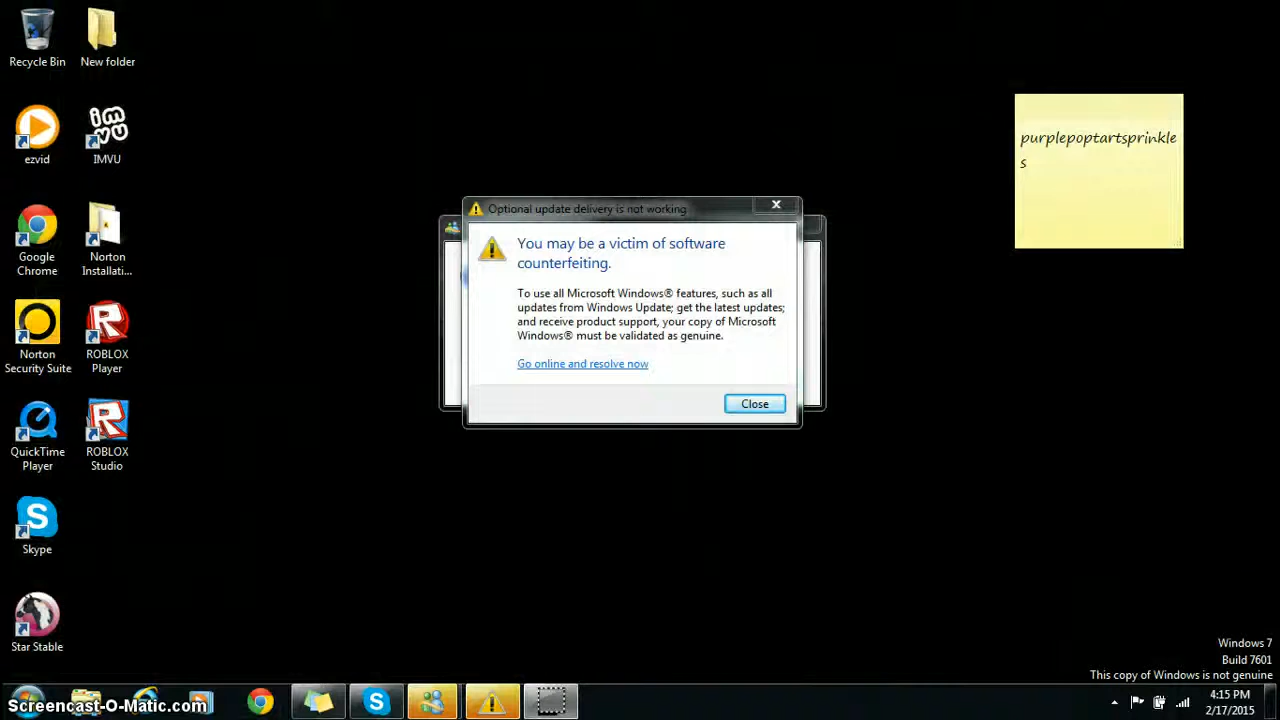 Recycle Bin
New folder
ezvid
IMVU
Google
Chrome
Norton
Installati...
Norton
Security Suite
ROBLOX
Player
QuickTime
Player
ROBLOX
Studio
Skype
Star Stable
purplepoptartsprinkle
s
Optional update delivery is not working
You may be a victim of software
counterfeiting.
To use all Microsoft Windows® features, such as all
updates from Windows Update; get the latest updates;
and receive product support, your copy of Microsoft
Windows® must be validated as genuine.
Go online and resolve now
Close
Windows 7
Build 7601
This copy of Windows is not genuine
Screencast-O-Matic.com
4:15 PM
2/17/2015